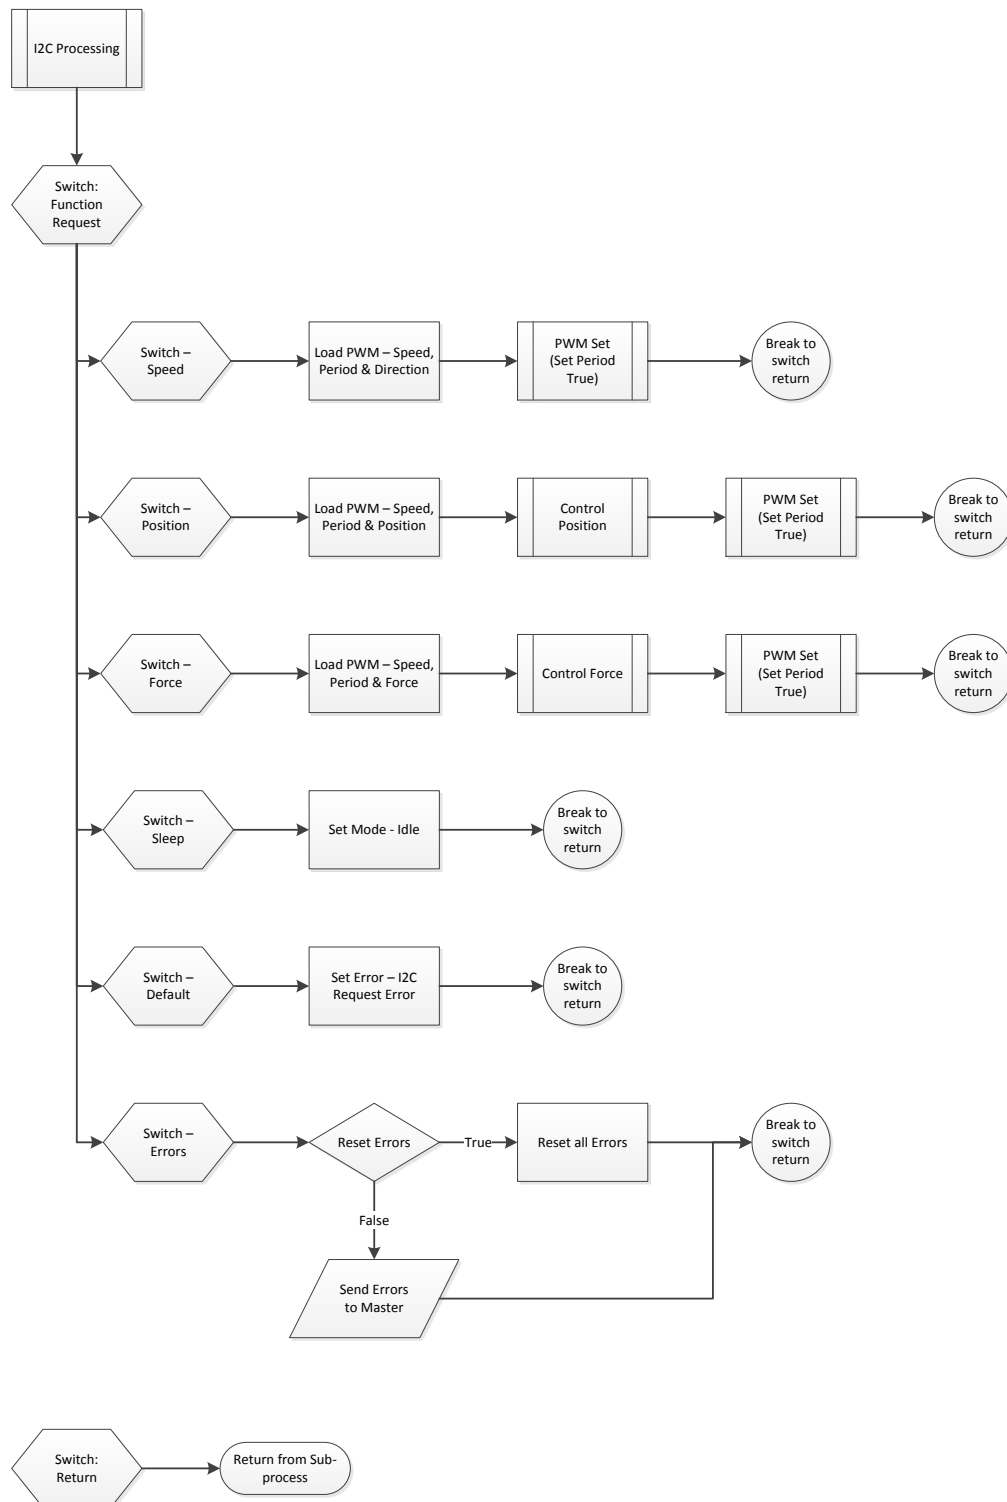 I2C Processing
Switch:
Function
Request
Switch –
Speed
Load PWM – Speed,
Period & Direction
PWM Set
(Set Period
True)
Break to
switch
return
Switch –
Position
Load PWM – Speed,
Period & Position
Control
Position
PWM Set
(Set Period
True)
Break to
switch
return
Switch –
Force
Load PWM – Speed,
Period & Force
Control Force
PWM Set
(Set Period
True)
Break to
switch
return
Switch –
Sleep
Set Mode - Idle
Break to
switch
return
Switch –
Default
Set Error – I2C
Request Error
Break to
switch
return
Switch –
Errors
Reset Errors
True
Reset all Errors
Break to
switch
return
False
Send Errors
to Master
Switch:
Return
Return from Sub-
process